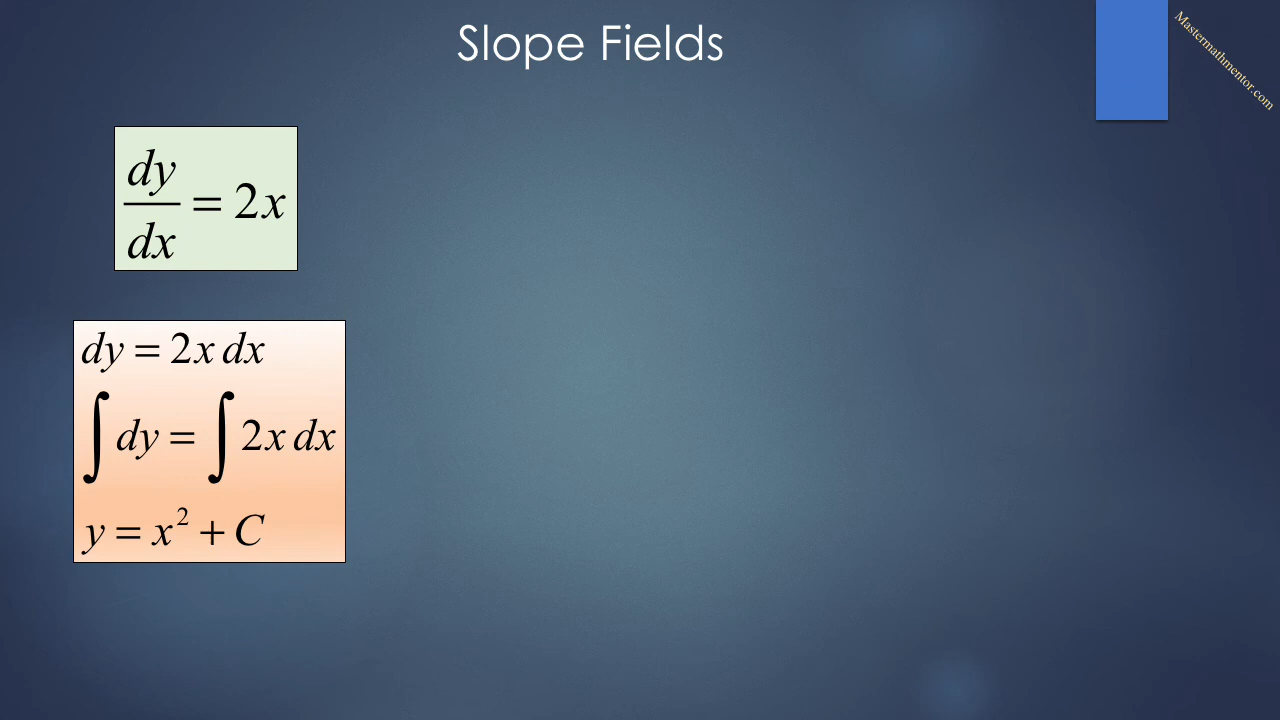 Slope Fields
Mastermathmentor.com
dy/dx = 2x
dy = 2x dx
∫ dy = ∫ 2x dx
y = x² + C